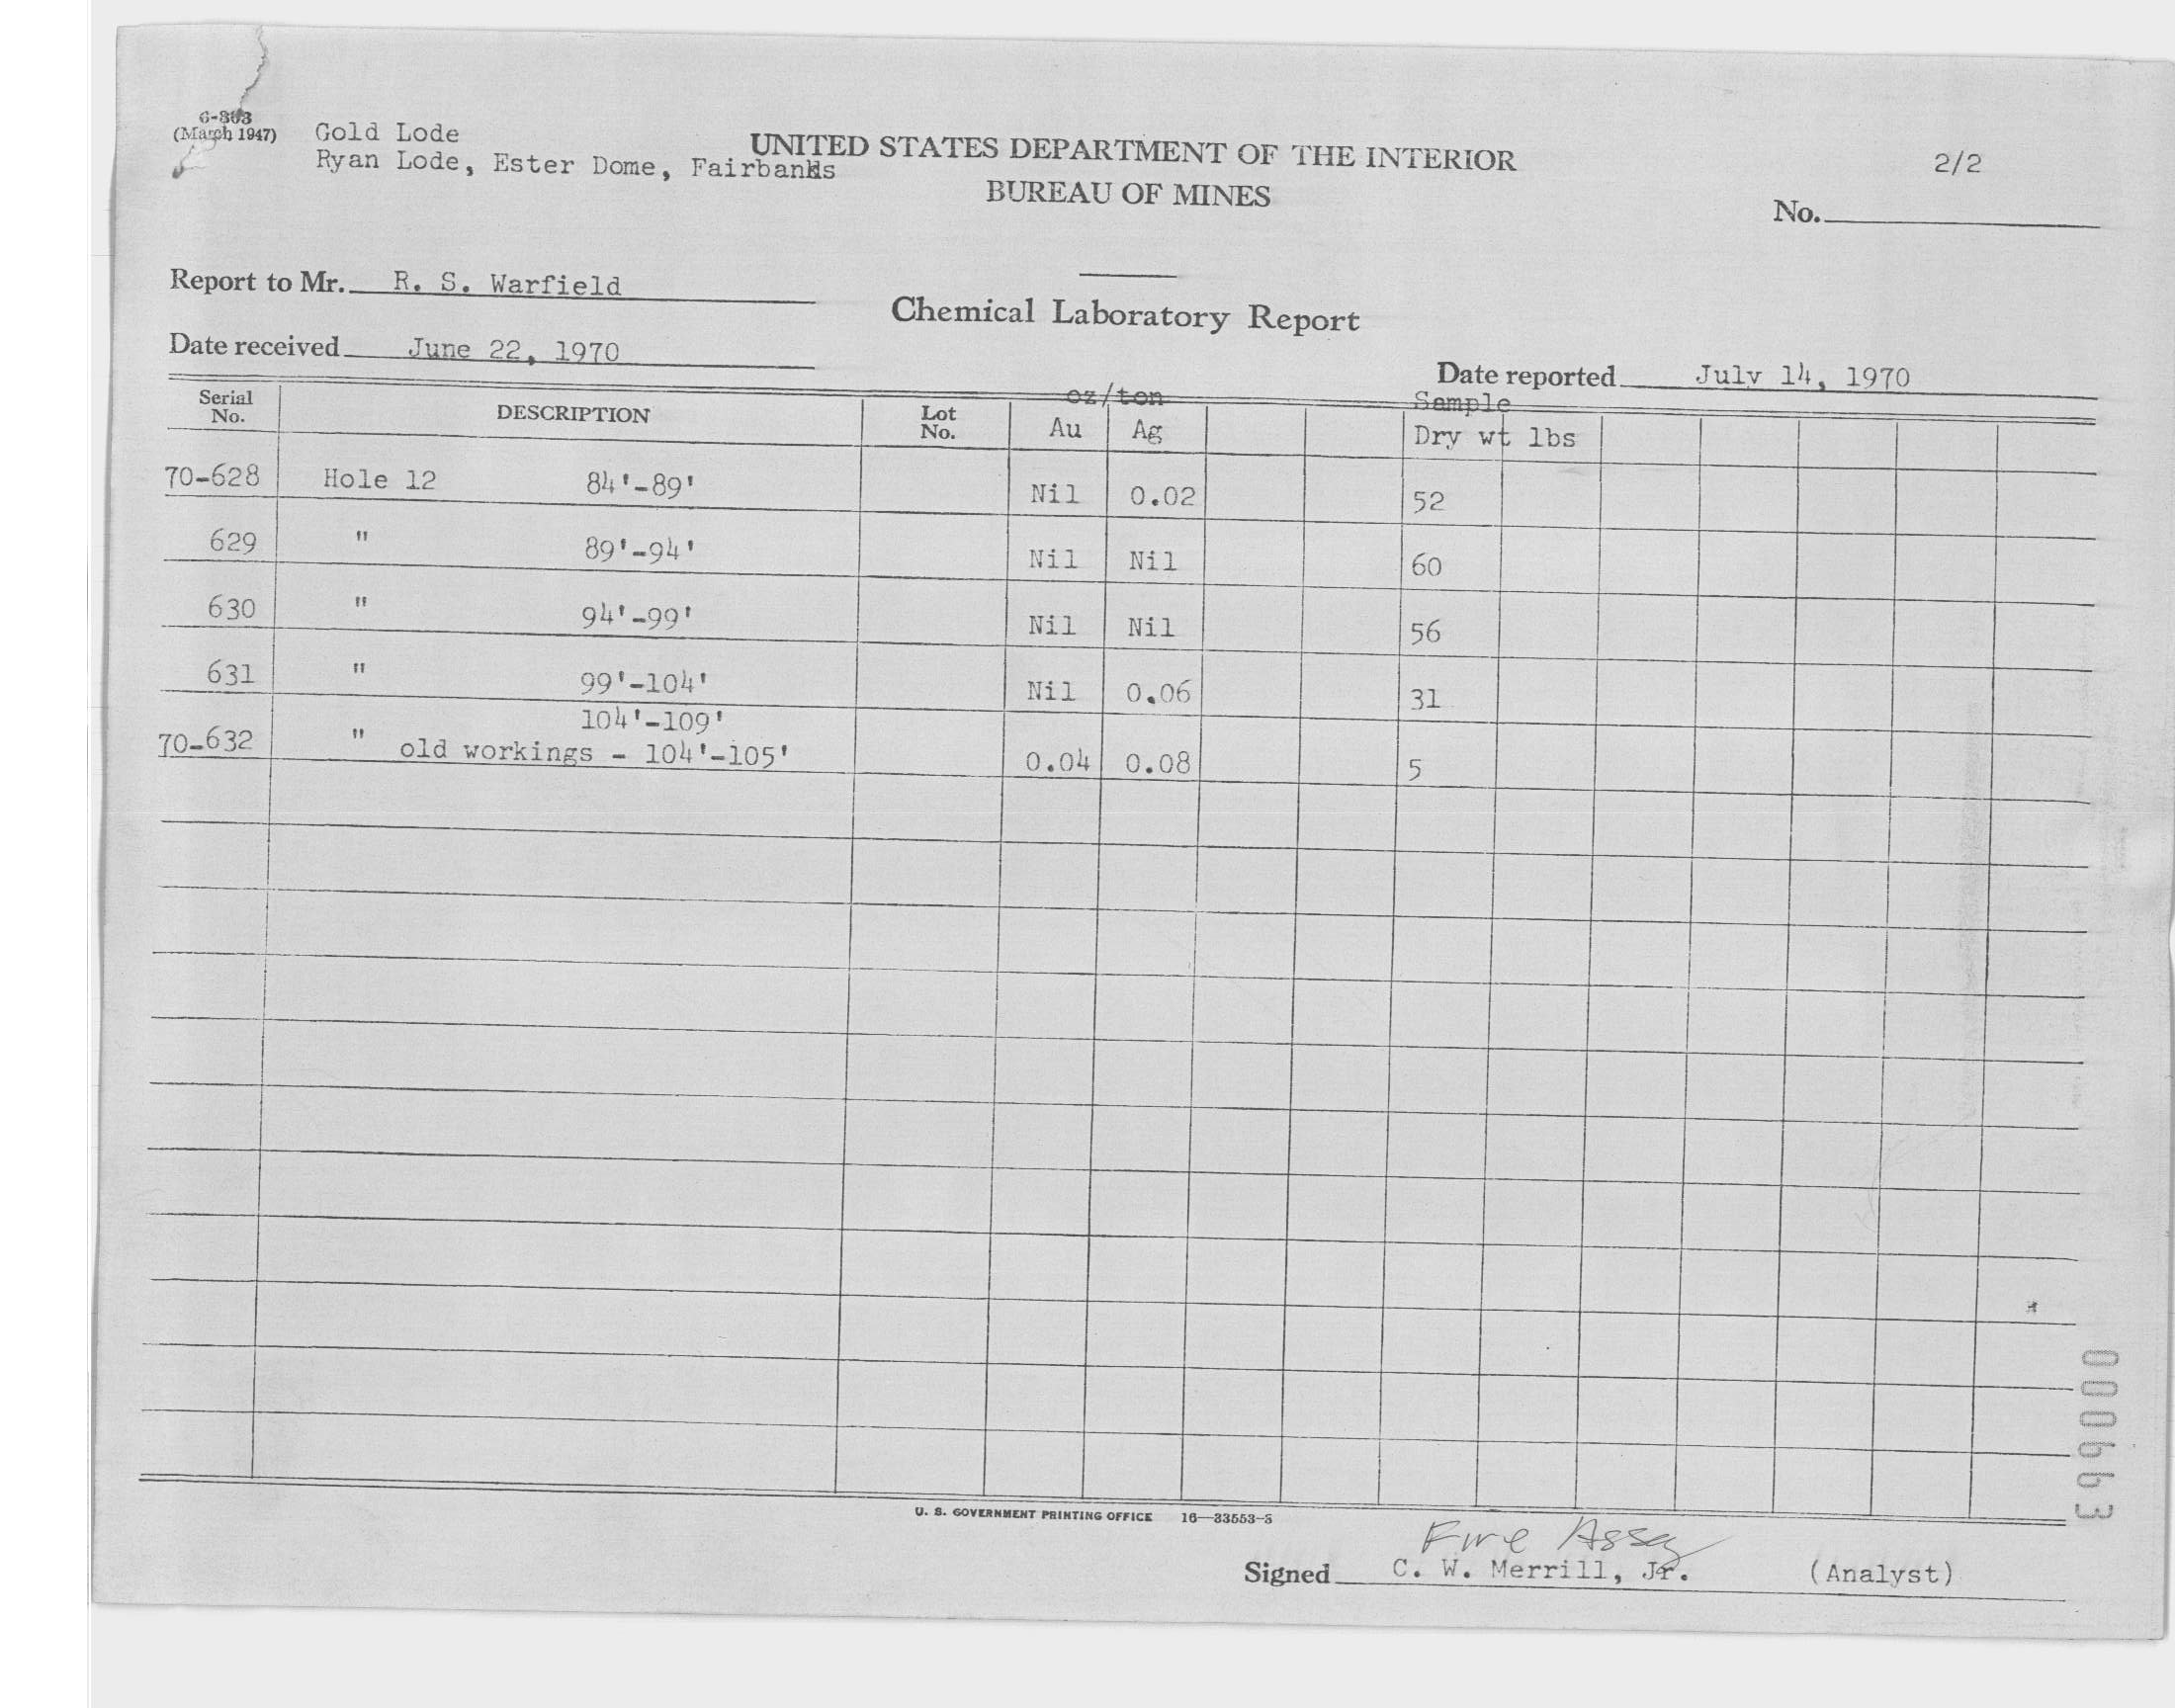 6-303
(March 1947)
Gold Lode
Ryan Lode, Ester Dome, Fairbanks
UNITED STATES DEPARTMENT OF THE INTERIOR
BUREAU OF MINES
2/2
No.
Report to Mr. R. S. Warfield
Chemical Laboratory Report
Date received June 22, 1970
Date reported July 14, 1970
Serial No. DESCRIPTION Lot No. oz/ton Au Ag Sample Dry wt lbs
70-628 Hole 12 84'-89' Nil 0.02 52
629 " 89'-94' Nil Nil 60
630 " 94'-99' Nil Nil 56
631 " 99'-104' Nil 0.06 31
104'-109'
70-632 " old workings - 104'-105' 0.04 0.08 5
U. S. GOVERNMENT PRINTING OFFICE 16—33553-5
Fire Assay
Signed C. W. Merrill, Jr. (Analyst)
000663